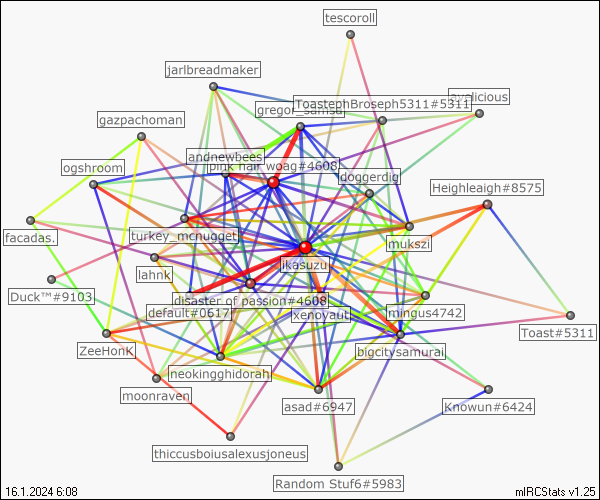 tescoroll
jarlbreadmaker
gregor_samsa
ToastephBroseph5311#5311
gazpachoman
andnewbees
pink hair woag#4608
ogshroom
doggerdig
Heighleaigh#8575
facadas.
turkey_mcnugget
mukszi
ikasuzu
lahnk
Duck™#9103
disaster of passion#4608
default#0617
xenoyaut
mingus4742
Toast#5311
ZeeHonK
bigcitysamurai
neokingghidorah
moonraven
asad#6947
Knowun#6424
thiccusboiusalexusjoneus
Random Stuf6#5983
16.1.2024 6:08
mIRCStats v1.25